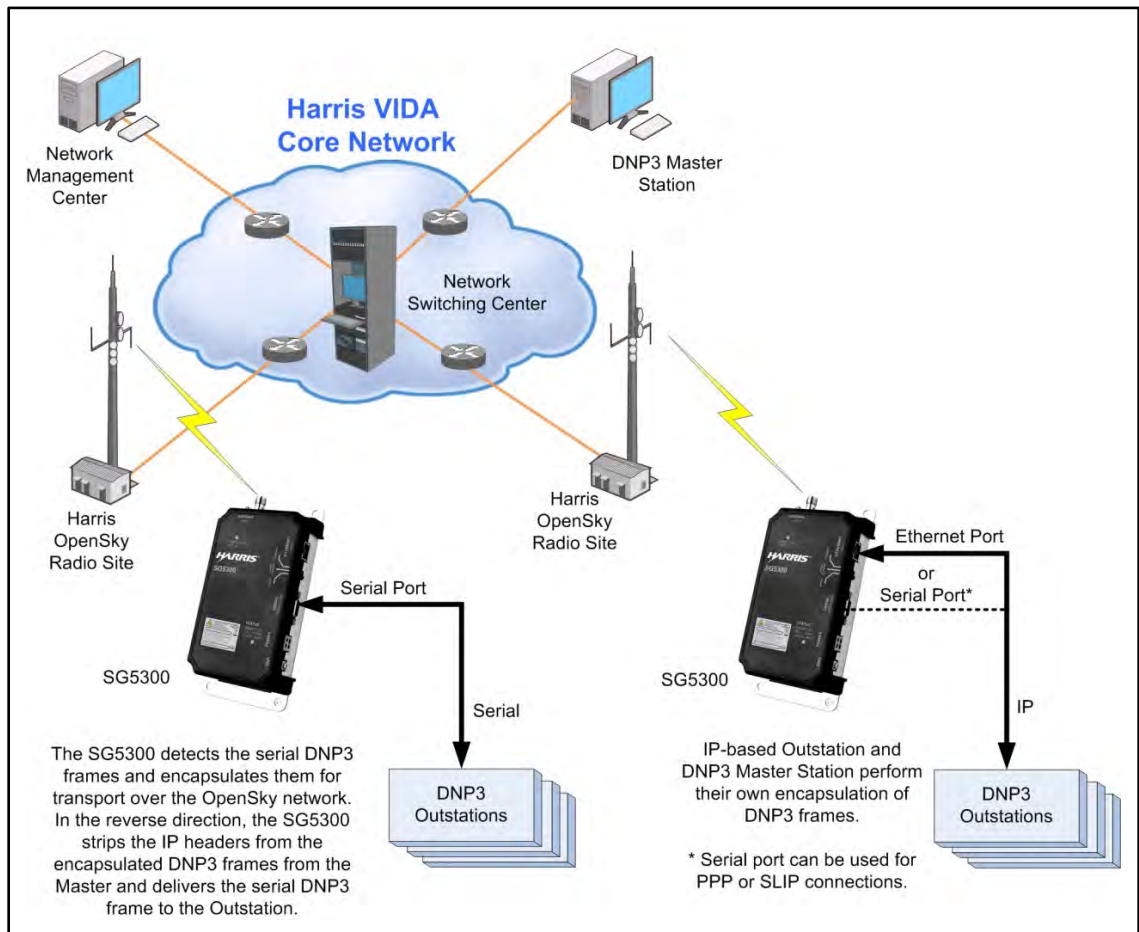 Harris VIDA
Core Network
Network
Management
Center
DNP3 Master
Station
Network
Switching Center
Harris
OpenSky
Radio Site
Harris
OpenSky
Radio Site
HARRIS
SG5300
Serial Port
SG5300
Serial
DNP3
Outstations
The SG5300 detects the serial DNP3
frames and encapsulates them for
transport over the OpenSky network.
In the reverse direction, the SG5300
strips the IP headers from the
encapsulated DNP3 frames from the
Master and delivers the serial DNP3
frame to the Outstation.
HARRIS
SG5300
Ethernet Port
or
Serial Port*
SG5300
IP
DNP3
Outstations
IP-based Outstation and
DNP3 Master Station perform
their own encapsulation of
DNP3 frames.
* Serial port can be used for
PPP or SLIP connections.